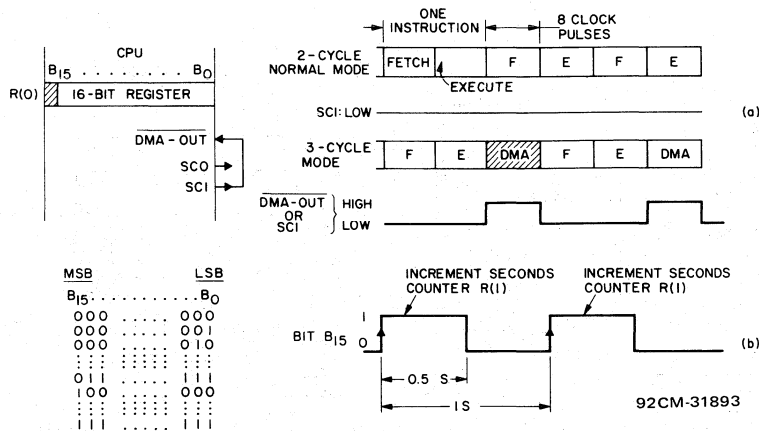 CPU
B15 . . . . . . . . B0
R(0) 16-BIT REGISTER
DMA-OUT
SC0
SCI
ONE
INSTRUCTION
8 CLOCK
PULSES
2-CYCLE
NORMAL MODE
FETCH F E F E
EXECUTE
SCI: LOW
(a)
3-CYCLE
MODE
F E DMA F E DMA
DMA-OUT
OR
SCI
HIGH
LOW
MSB LSB
B15 . . . . . . . . . . . B0
000 ..... 000
000 ..... 001
000 ..... 010
011 ..... 111
100 ..... 000
111 ..... 111
INCREMENT SECONDS
COUNTER R(1)
INCREMENT SECONDS
COUNTER R(1)
1
BIT B15
0
(b)
0.5 S
1S
92CM-31893